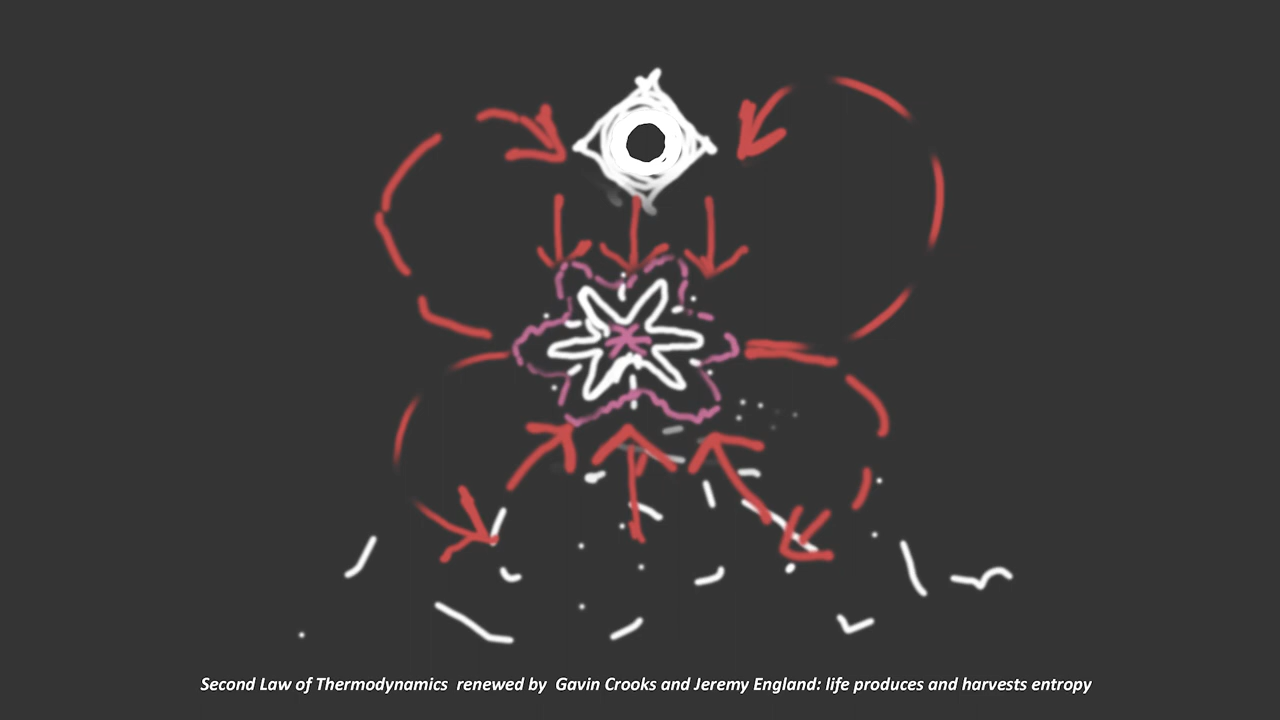 Second Law of Thermodynamics  renewed by  Gavin Crooks and Jeremy England: life produces and harvests entropy